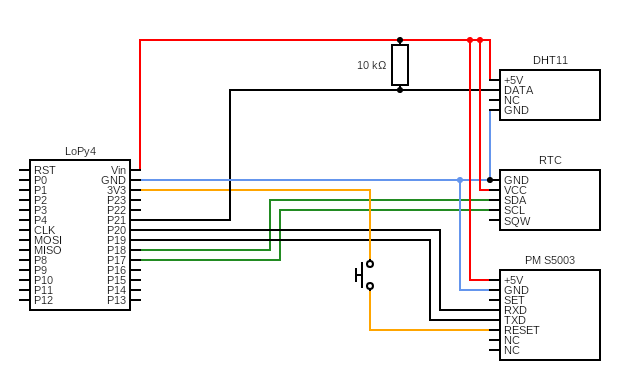 10 kΩ
DHT11
+5V
DATA
NC
GND
LoPy4
RST
P0
P1
P2
P3
P4
CLK
MOSI
MISO
P8
P9
P10
P11
P12
Vin
GND
3V3
P23
P22
P21
P20
P19
P18
P17
P16
P15
P14
P13
RTC
GND
VCC
SDA
SCL
SQW
PM S5003
+5V
GND
SET
RXD
TXD
RESET
NC
NC